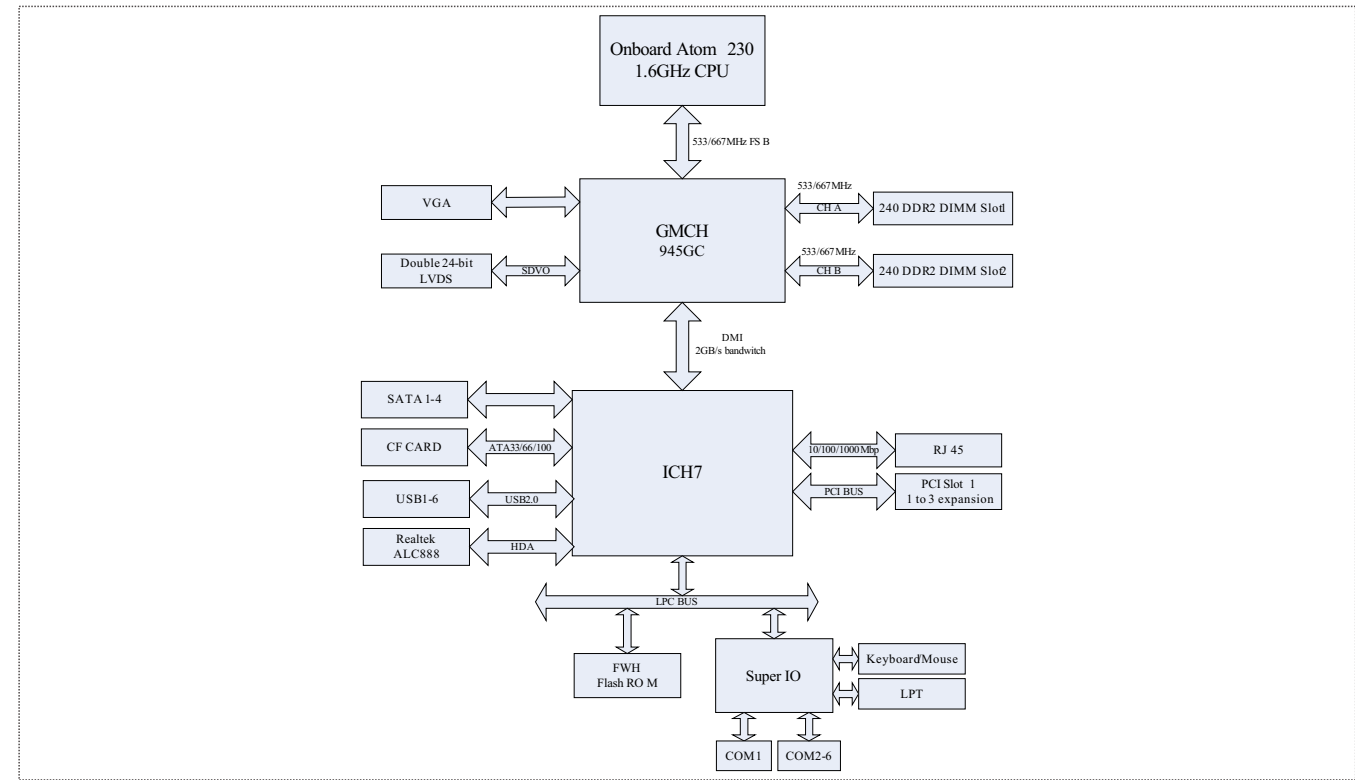 Onboard Atom 230
1.6GHz CPU
533/667MHz FS B
VGA
GMCH
945GC
533/667MHz
CH A
240 DDR2 DIMM Slot1
Double 24-bit
LVDS
SDVO
533/667MHz
CH B
240 DDR2 DIMM Slot2
DMI
2GB/s bandwitch
SATA 1-4
CF CARD
ATA33/66/100
ICH7
10/100/1000Mbp
RJ 45
USB1-6
USB2.0
PCI BUS
PCI Slot 1
1 to 3 expansion
Realtek
ALC888
HDA
LPC BUS
FWH
Flash RO M
Super IO
Keyboard/Mouse
LPT
COM1
COM2-6